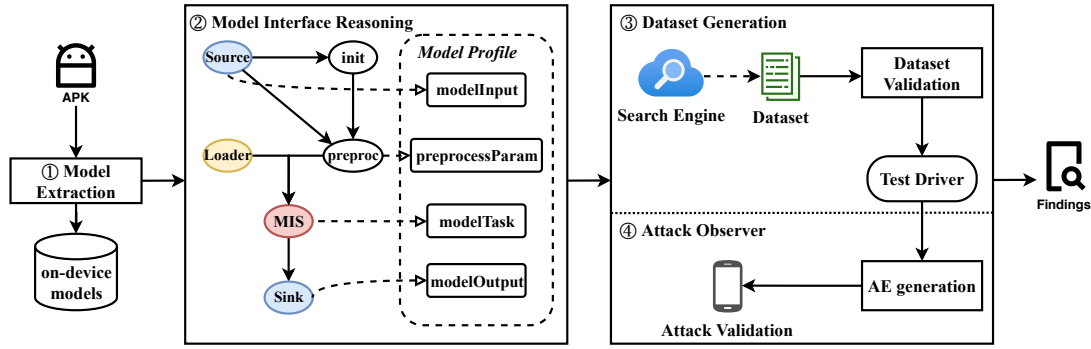 APK
① Model
Extraction
on-device
models
② Model Interface Reasoning
Source
init
Loader
preproc
MIS
Sink
Model Profile
modelInput
preprocessParam
modelTask
modelOutput
③ Dataset Generation
Search Engine
Dataset
Dataset
Validation
Test Driver
④ Attack Observer
AE generation
Attack Validation
Findings